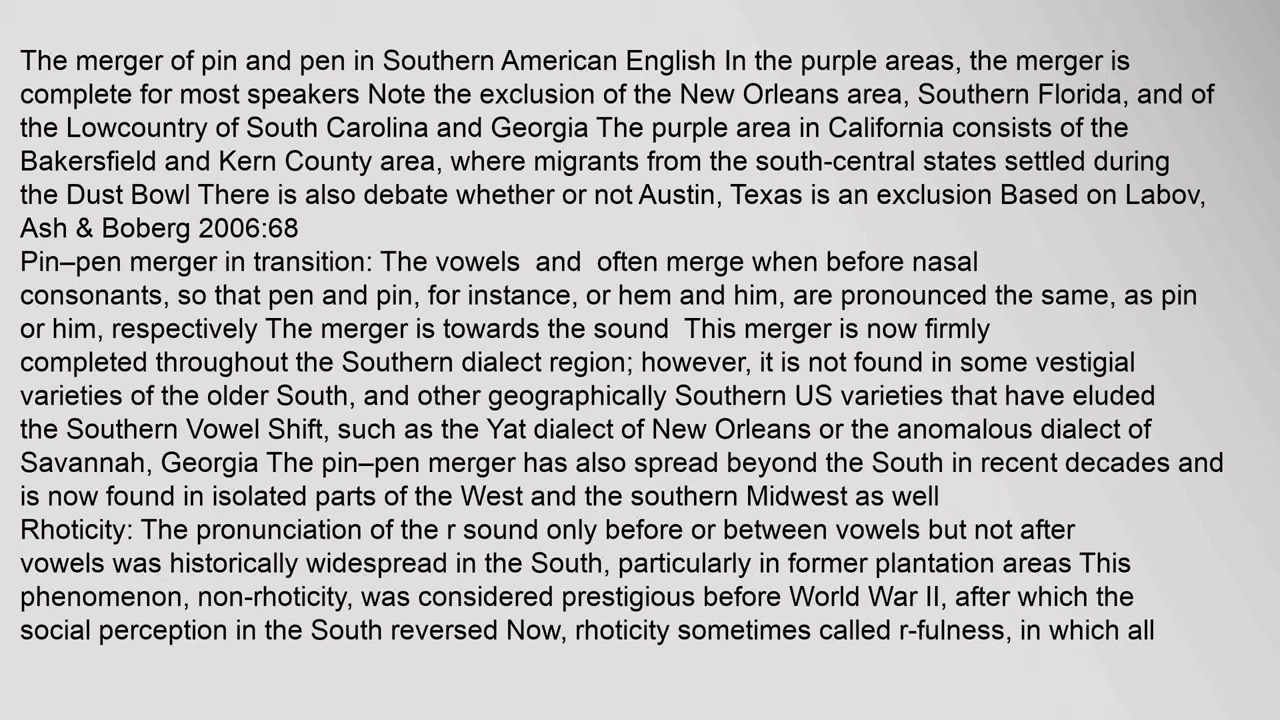 The merger of pin and pen in Southern American English In the purple areas, the merger is
complete for most speakers Note the exclusion of the New Orleans area, Southern Florida, and of
the Lowcountry of South Carolina and Georgia The purple area in California consists of the
Bakersfield and Kern County area, where migrants from the south-central states settled during
the Dust Bowl There is also debate whether or not Austin, Texas is an exclusion Based on Labov,
Ash & Boberg 2006:68
Pin–pen merger in transition: The vowels  and  often merge when before nasal
consonants, so that pen and pin, for instance, or hem and him, are pronounced the same, as pin
or him, respectively The merger is towards the sound  This merger is now firmly
completed throughout the Southern dialect region; however, it is not found in some vestigial
varieties of the older South, and other geographically Southern US varieties that have eluded
the Southern Vowel Shift, such as the Yat dialect of New Orleans or the anomalous dialect of
Savannah, Georgia The pin–pen merger has also spread beyond the South in recent decades and
is now found in isolated parts of the West and the southern Midwest as well
Rhoticity: The pronunciation of the r sound only before or between vowels but not after
vowels was historically widespread in the South, particularly in former plantation areas This
phenomenon, non-rhoticity, was considered prestigious before World War II, after which the
social perception in the South reversed Now, rhoticity sometimes called r-fulness, in which all